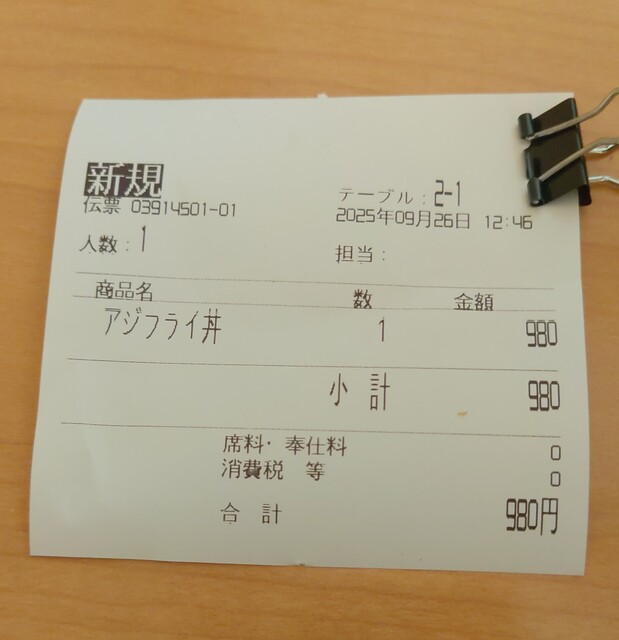 新規
伝票 03914501-01
テーブル：2-1
2025年09月26日 12:46
人数：1
担当：
商品名 数 金額
アジフライ丼 1 980
小 計 980
席料・奉仕料 0
消費税 等 0
合 計 980円